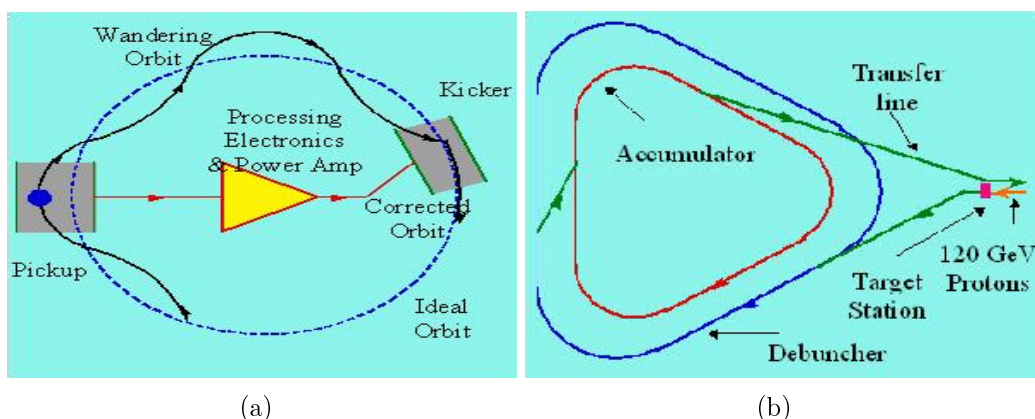 Wandering
Orbit
Kicker
Processing
Electronics
& Power Amp
Corrected
Orbit
Pickup
Ideal
Orbit
(a)
Transfer
line
Accumulator
120 GeV
Protons
Target
Station
Debuncher
(b)